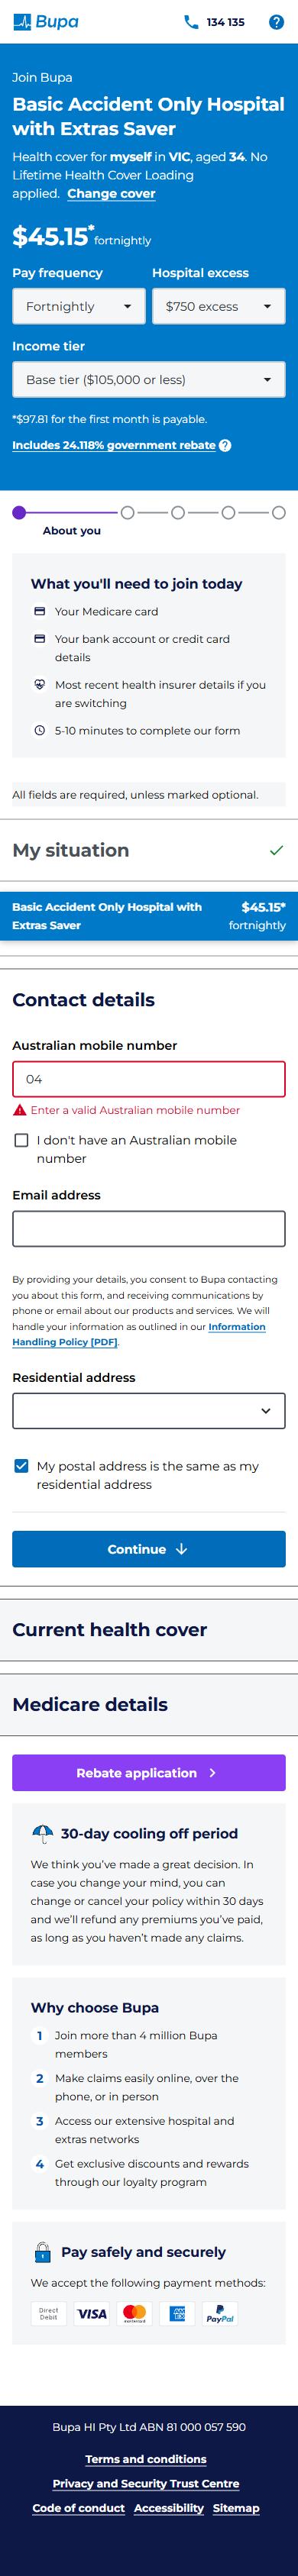 Bupa
134 135
?
Join Bupa
Basic Accident Only Hospital
with Extras Saver
Health cover for myself in VIC, aged 34. No
Lifetime Health Cover Loading
applied. Change cover
$45.15* fortnightly
Pay frequency Hospital excess
Fortnightly $750 excess
Income tier
Base tier ($105,000 or less)
*$97.81 for the first month is payable.
Includes 24.118% government rebate ?
About you
What you'll need to join today
Your Medicare card
Your bank account or credit card
details
Most recent health insurer details if you
are switching
5-10 minutes to complete our form
All fields are required, unless marked optional.
My situation
Basic Accident Only Hospital with $45.15*
Extras Saver fortnightly
Contact details
Australian mobile number
04
Enter a valid Australian mobile number
I don't have an Australian mobile
number
Email address
By providing your details, you consent to Bupa contacting
you about this form, and receiving communications by
phone or email about our products and services. We will
handle your information as outlined in our Information
Handling Policy [PDF].
Residential address
My postal address is the same as my
residential address
Continue
Current health cover
Medicare details
Rebate application
30-day cooling off period
We think you've made a great decision. In
case you change your mind, you can
change or cancel your policy within 30 days
and we'll refund any premiums you've paid,
as long as you haven't made any claims.
Why choose Bupa
1 Join more than 4 million Bupa
members
2 Make claims easily online, over the
phone, or in person
3 Access our extensive hospital and
extras networks
4 Get exclusive discounts and rewards
through our loyalty program
Pay safely and securely
We accept the following payment methods:
Direct
Debit
VISA
mastercard
AM
EX
PayPal
Bupa HI Pty Ltd ABN 81 000 057 590
Terms and conditions
Privacy and Security Trust Centre
Code of conduct Accessibility Sitemap